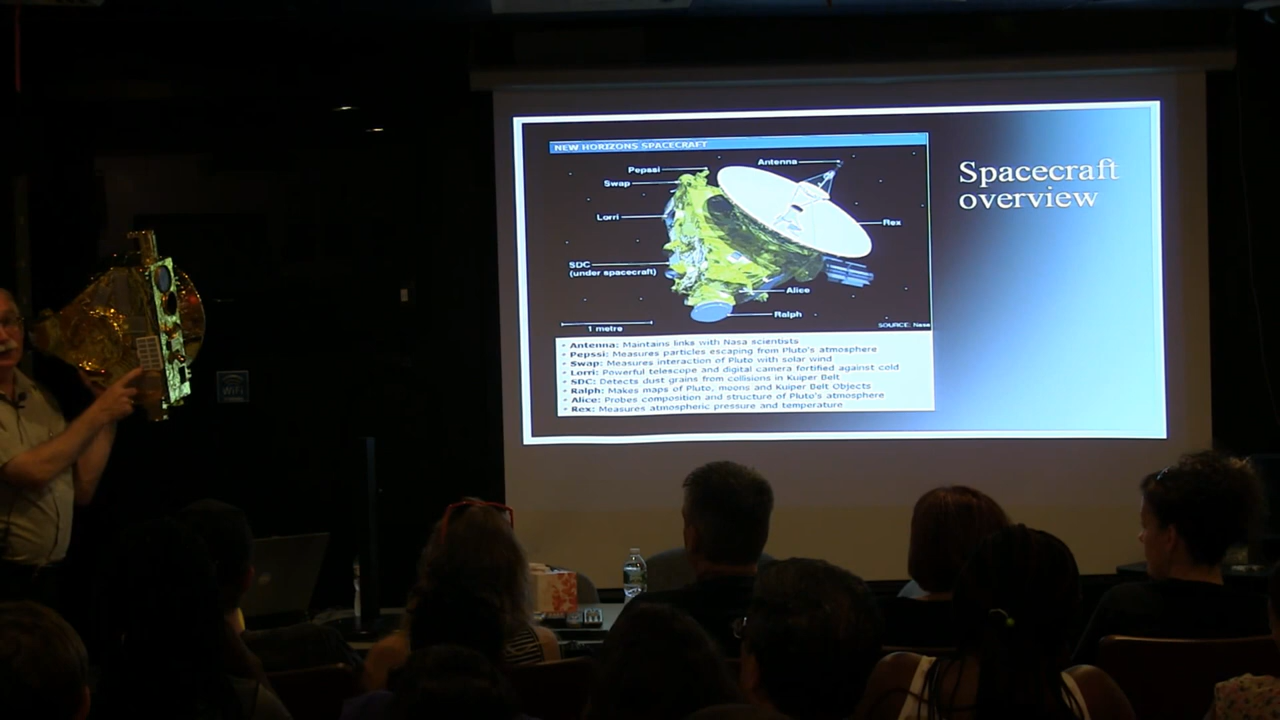 NEW HORIZONS SPACECRAFT
Antenna
Pepssi
Swap
Lorri
Rex
SDC
(under spacecraft)
Alice
Ralph
1 metre
SOURCE: Nasa
Spacecraft
overview
• Antenna: Maintains links with Nasa scientists
• Pepssi: Measures particles escaping from Pluto's atmosphere
• Swap: Measures interaction of Pluto with solar wind
• Lorri: Powerful telescope and digital camera fortified against cold
• SDC: Detects dust grains from collisions in Kuiper Belt
• Ralph: Makes maps of Pluto, moons and Kuiper Belt Objects
• Alice: Probes composition and structure of Pluto's atmosphere
• Rex: Measures atmospheric pressure and temperature
WiFi